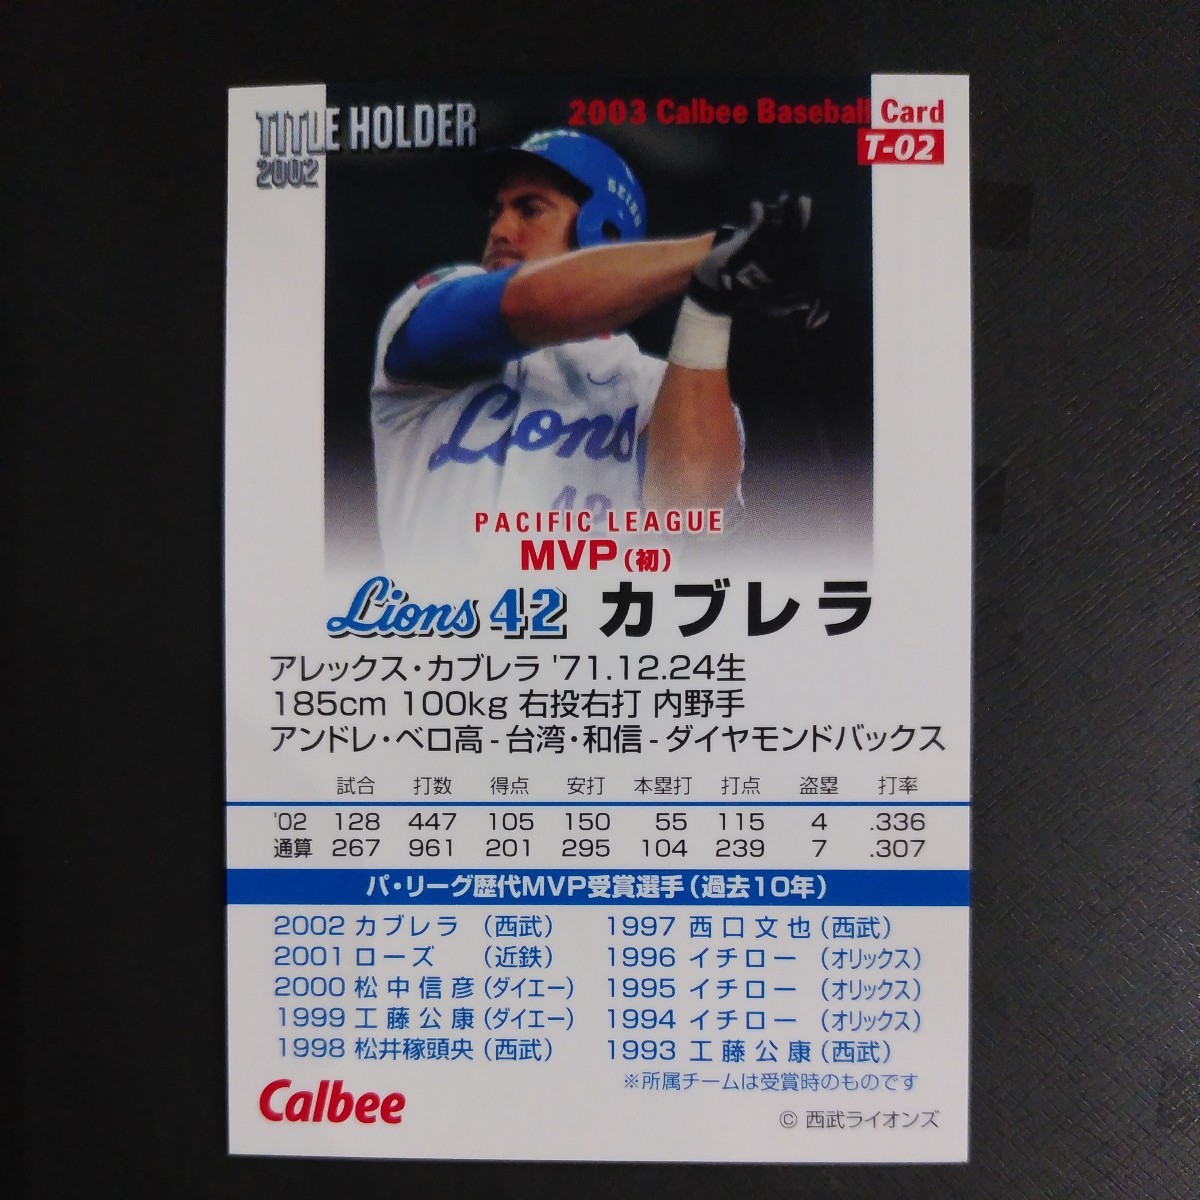 TITLE HOLDER
2002
2003 Calbee Baseball Card
T-02
SEIBU
Lions
42
PACIFIC LEAGUE
MVP(初)
Lions 42 カブレラ
アレックス・カブレラ '71.12.24生
185cm 100kg 右投右打 内野手
アンドレ・ベロ高-台湾・和信-ダイヤモンドバックス
試合 打数 得点 安打 本塁打 打点 盗塁 打率
'02 128 447 105 150 55 115 4 .336
通算 267 961 201 295 104 239 7 .307
パ・リーグ歴代MVP受賞選手(過去10年)
2002 カブレラ (西武) 1997 西口文也(西武)
2001 ローズ (近鉄) 1996 イチロー (オリックス)
2000 松中信彦(ダイエー) 1995 イチロー (オリックス)
1999 工藤公康(ダイエー) 1994 イチロー (オリックス)
1998 松井稼頭央(西武) 1993 工藤公康(西武)
※所属チームは受賞時のものです
Calbee
© 西武ライオンズ